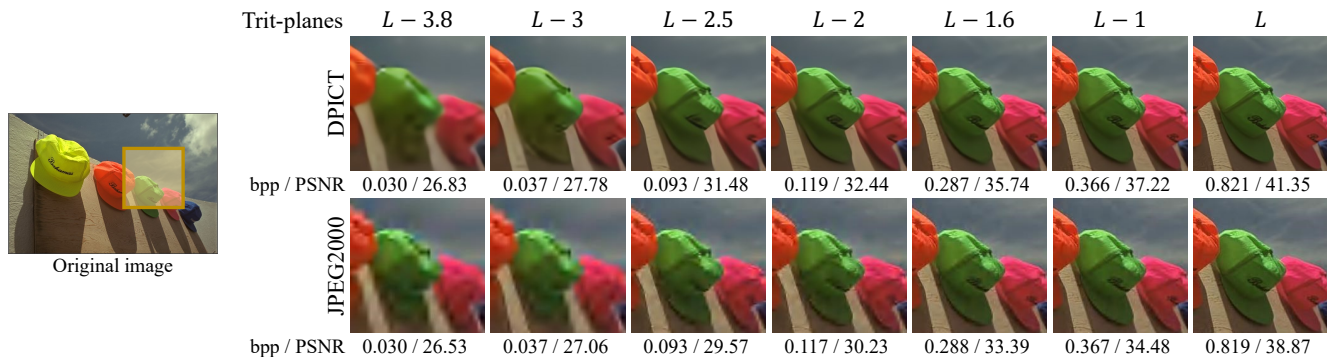 Trit-planes L − 3.8 L − 3 L − 2.5 L − 2 L − 1.6 L − 1 L
DPICT
bpp / PSNR 0.030 / 26.83 0.037 / 27.78 0.093 / 31.48 0.119 / 32.44 0.287 / 35.74 0.366 / 37.22 0.821 / 41.35
Original image
JPEG2000
bpp / PSNR 0.030 / 26.53 0.037 / 27.06 0.093 / 29.57 0.117 / 30.23 0.288 / 33.39 0.367 / 34.48 0.819 / 38.87